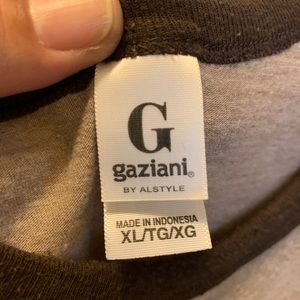 G
gaziani®
BY ALSTYLE
MADE IN INDONESIA
XL/TG/XG